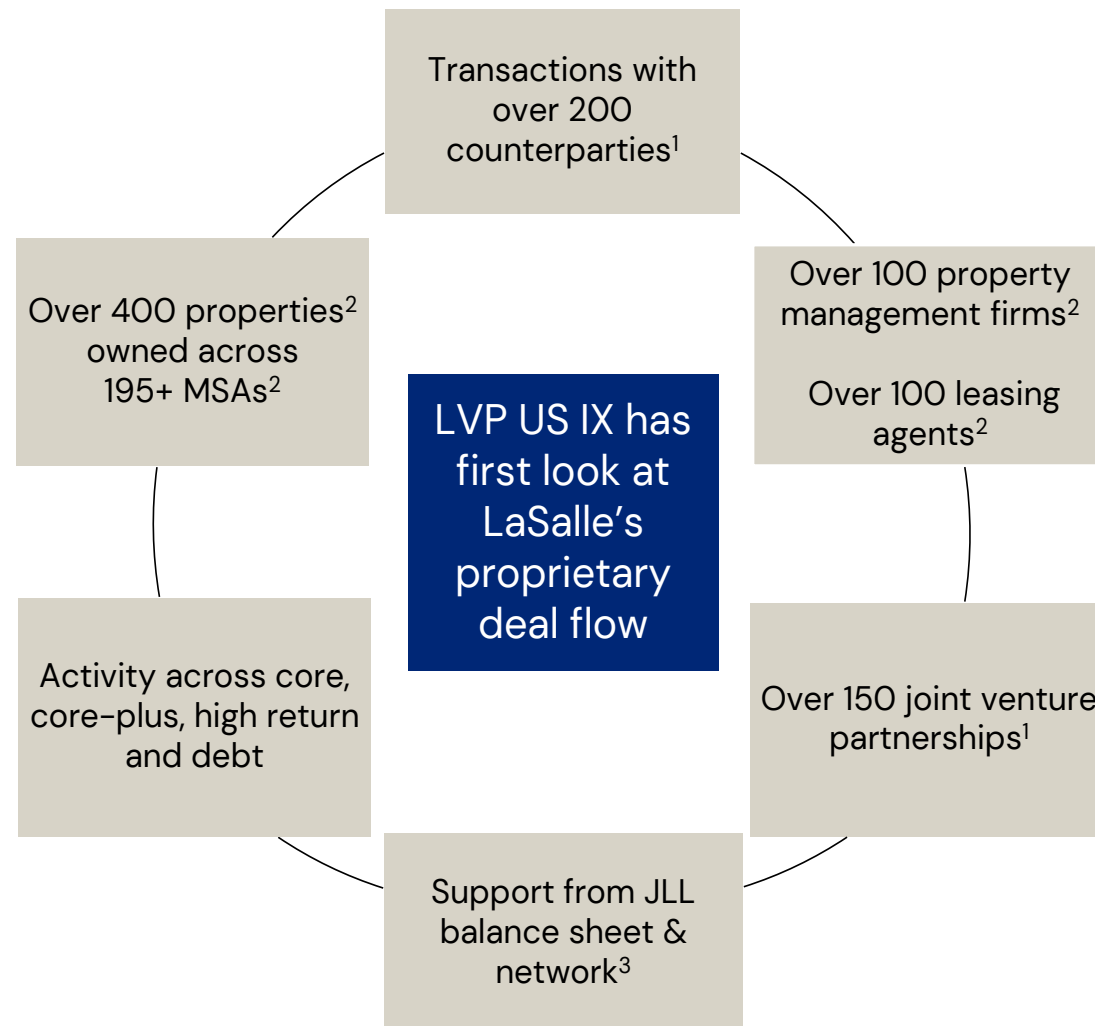 Transactions with
over 200
counterparties¹
Over 100 property
management firms²
Over 100 leasing
agents²
Over 150 joint venture
partnerships¹
Support from JLL
balance sheet &
network³
Activity across core,
core-plus, high return
and debt
Over 400 properties²
owned across
195+ MSAs²
LVP US IX has
first look at
LaSalle’s
proprietary
deal flow